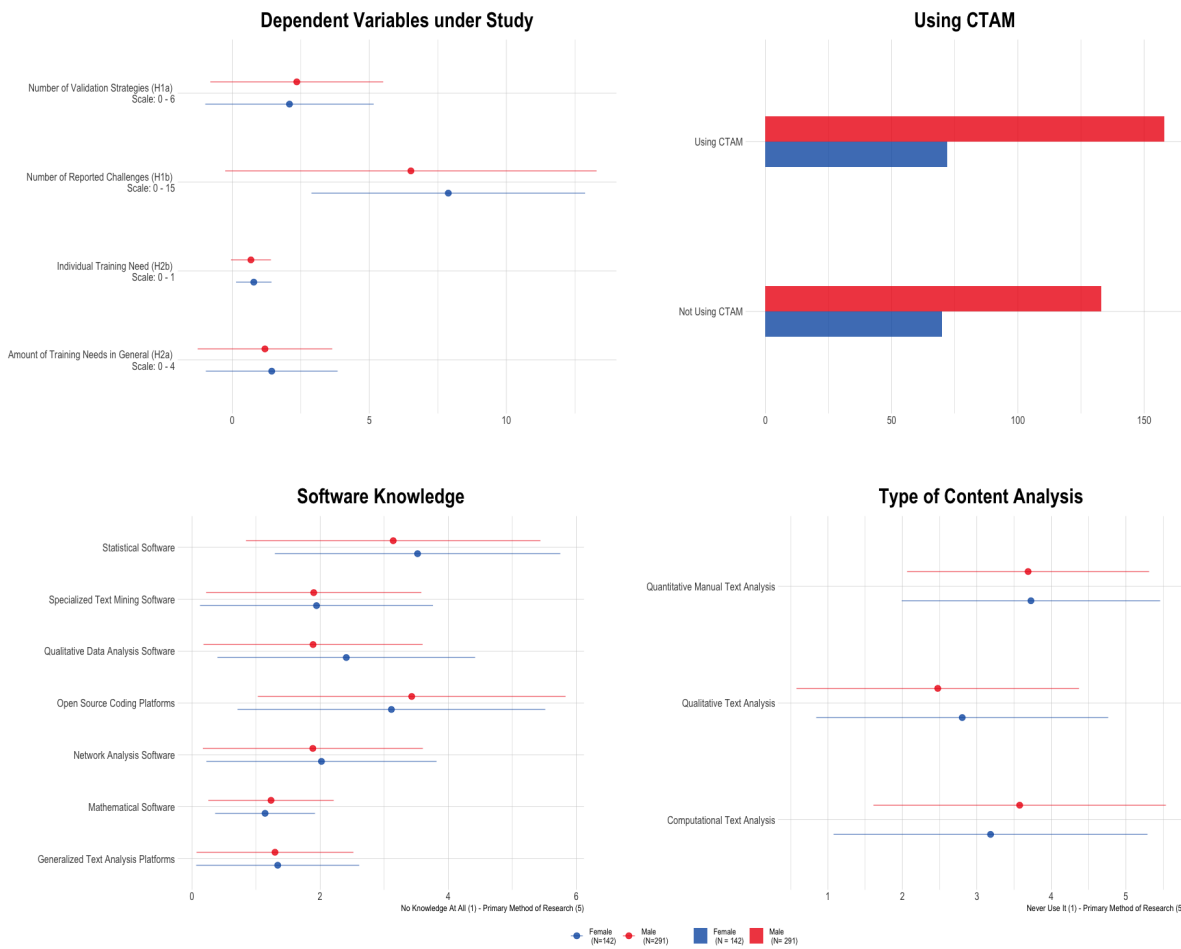 Dependent Variables under Study
Number of Validation Strategies (H1a)
Scale: 0 - 6
Number of Reported Challenges (H1b)
Scale: 0 - 15
Individual Training Need (H2b)
Scale: 0 - 1
Amount of Training Needs in General (H2a)
Scale: 0 - 4
0 5 10
Using CTAM
Using CTAM
Not Using CTAM
0 50 100 150
Software Knowledge
Statistical Software
Specialized Text Mining Software
Qualitative Data Analysis Software
Open Source Coding Platforms
Network Analysis Software
Mathematical Software
Generalized Text Analysis Platforms
0 2 4 6
No Knowledge At All (1) - Primary Method of Research (5)
Type of Content Analysis
Quantitative Manual Text Analysis
Qualitative Text Analysis
Computational Text Analysis
1 2 3 4 5
Never Use It (1) - Primary Method of Research (5
Female Male Female Male
(N=142) (N=291) (N = 142) (N= 291)